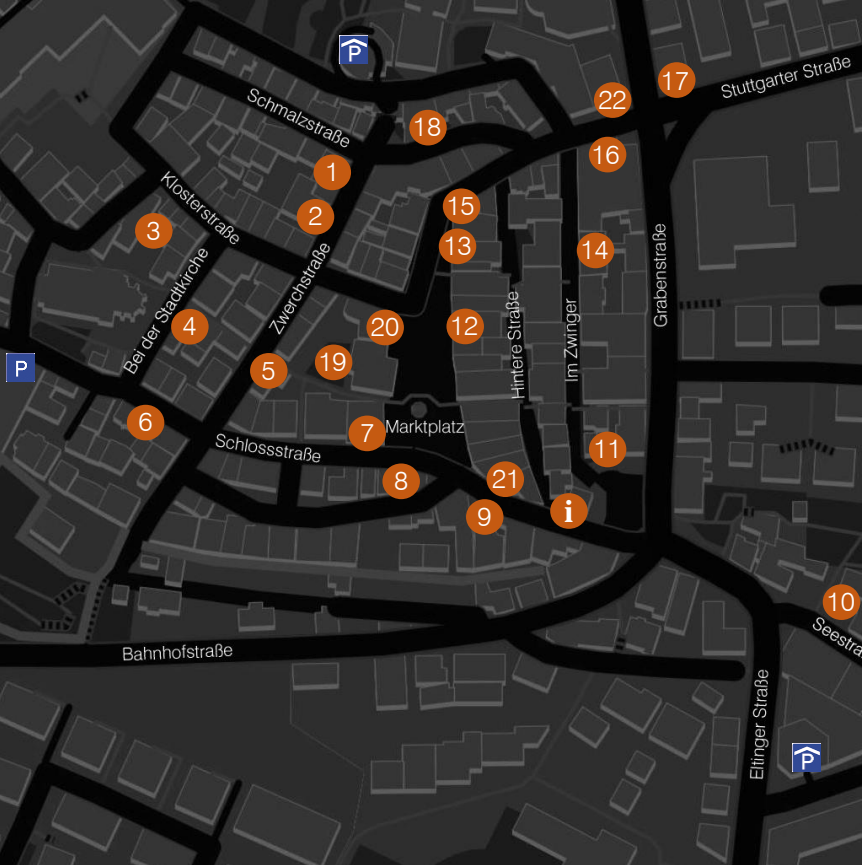 P
17
Stuttgarter Straße
22
Schmalzstraße
18
16
1
Klosterstraße
15
2
3
13
14
Grabenstraße
Zwerchstraße
Bei der Stadtkirche
4
20
12
Hintere Straße
Im Zwinger
19
P
5
6
7
Marktplatz
Schlossstraße
11
8
21
9
i
10
Seestra
Bahnhofstraße
Eltinger Straße
P